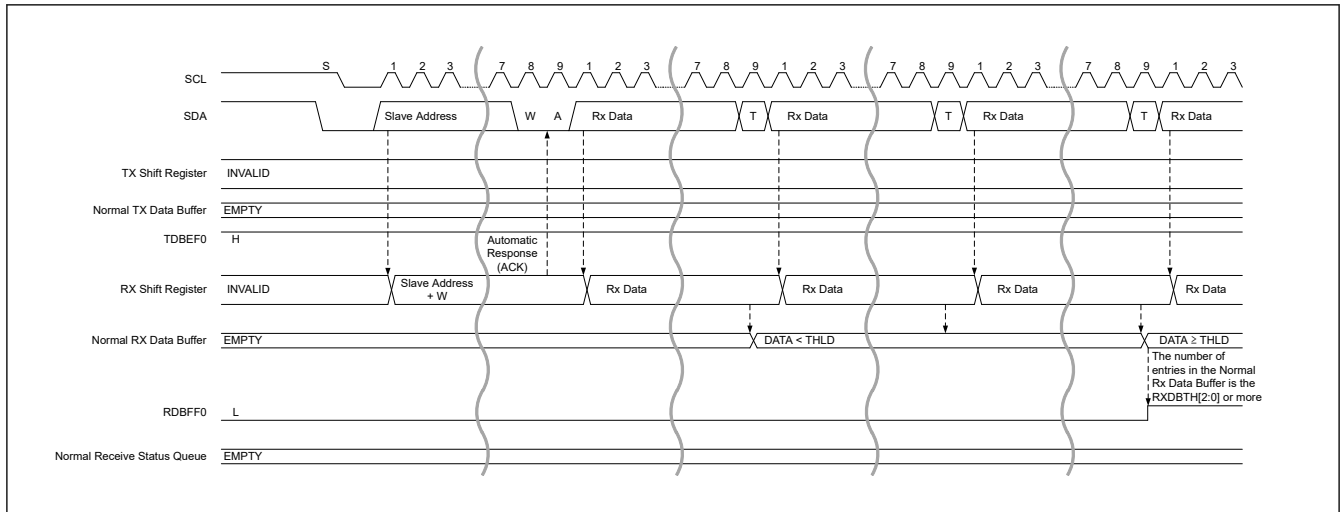 S 1 2 3 7 8 9 1 2 3 7 8 9 1 2 3 7 8 9 1 2 3 7 8 9 1 2 3
SCL
SDA Slave Address W A Rx Data T Rx Data T Rx Data T Rx Data
TX Shift Register INVALID
Normal TX Data Buffer EMPTY
TDBEF0 H
Automatic
Response
(ACK)
RX Shift Register INVALID Slave Address
+ W
Rx Data Rx Data Rx Data Rx Data
Normal RX Data Buffer EMPTY DATA < THLD DATA ≥ THLD
The number of
entries in the Normal
Rx Data Buffer is the
RXDBTH[2:0] or more
RDBFF0 L
Normal Receive Status Queue EMPTY